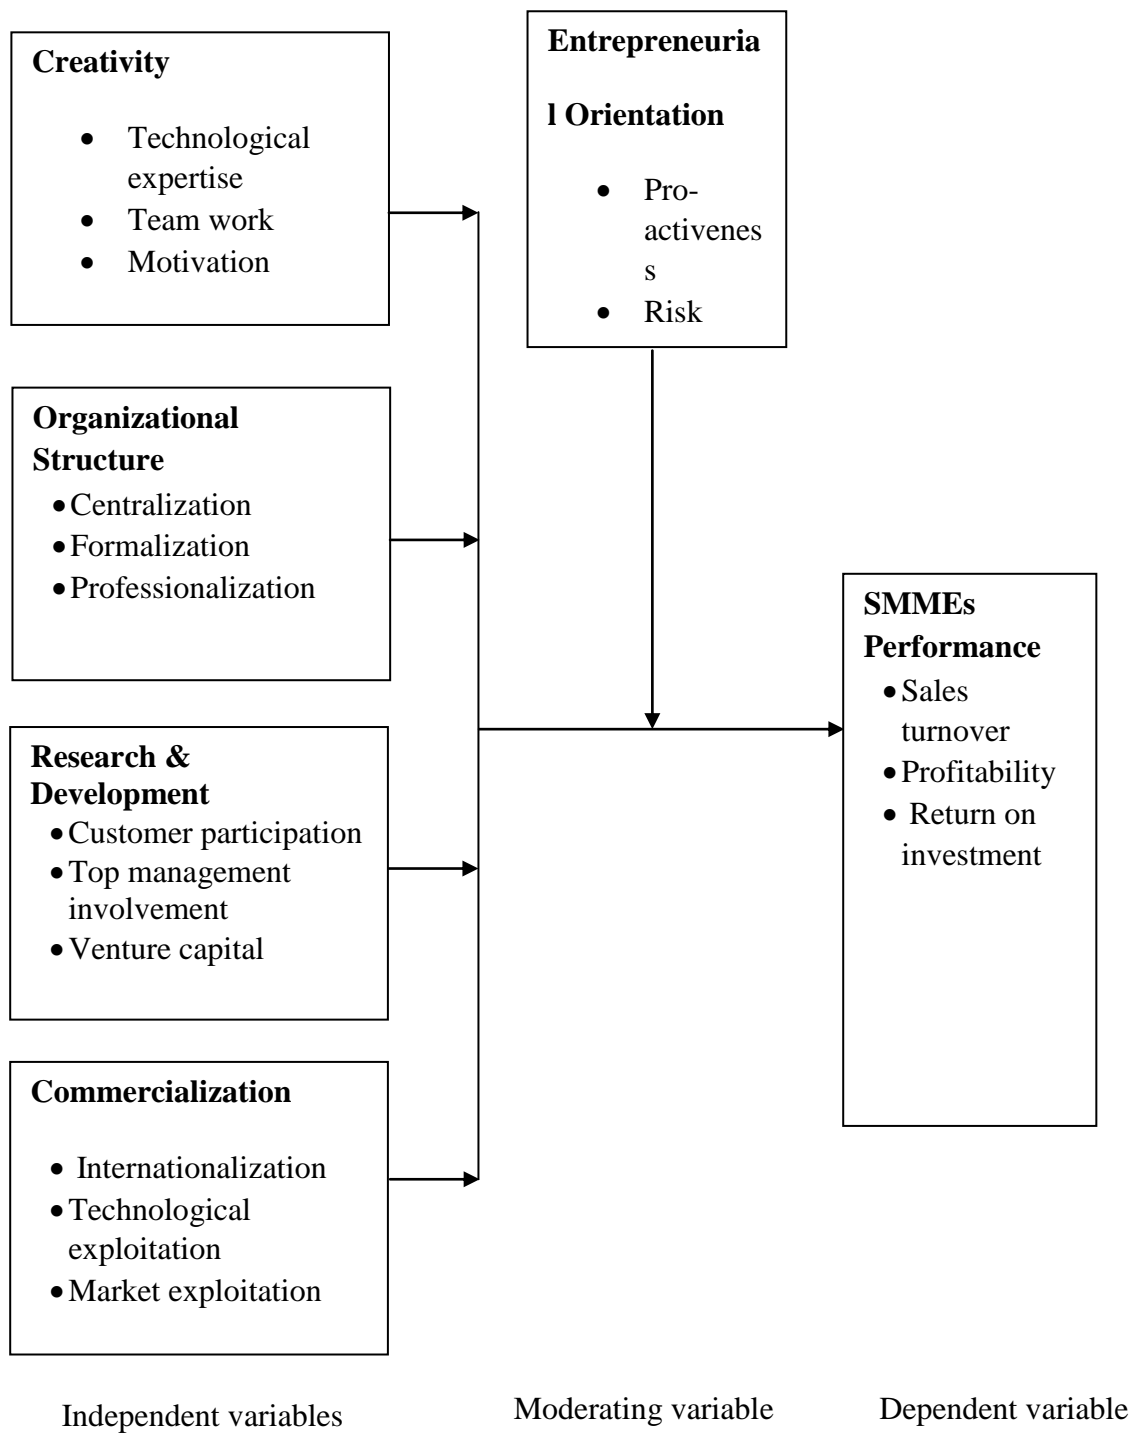 Creativity
• Technological
expertise
• Team work
• Motivation
Entrepreneuria
l Orientation
• Pro-
activenes
s
• Risk
Organizational
Structure
• Centralization
• Formalization
• Professionalization
Research &
Development
• Customer participation
• Top management
involvement
• Venture capital
Commercialization
• Internationalization
• Technological
exploitation
• Market exploitation
SMMEs
Performance
• Sales
turnover
• Profitability
• Return on
investment
Independent variables
Moderating variable
Dependent variable